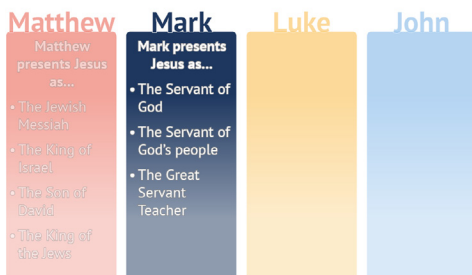 Matthew
Mark
Luke
John
Matthew
presents Jesus
as...
• The Jewish
Messiah
• The King of
Israel
• The Son of
David
• The King of
the Jews
Mark presents
Jesus as...
• The Servant of
God
• The Servant of
God's people
• The Great
Servant
Teacher